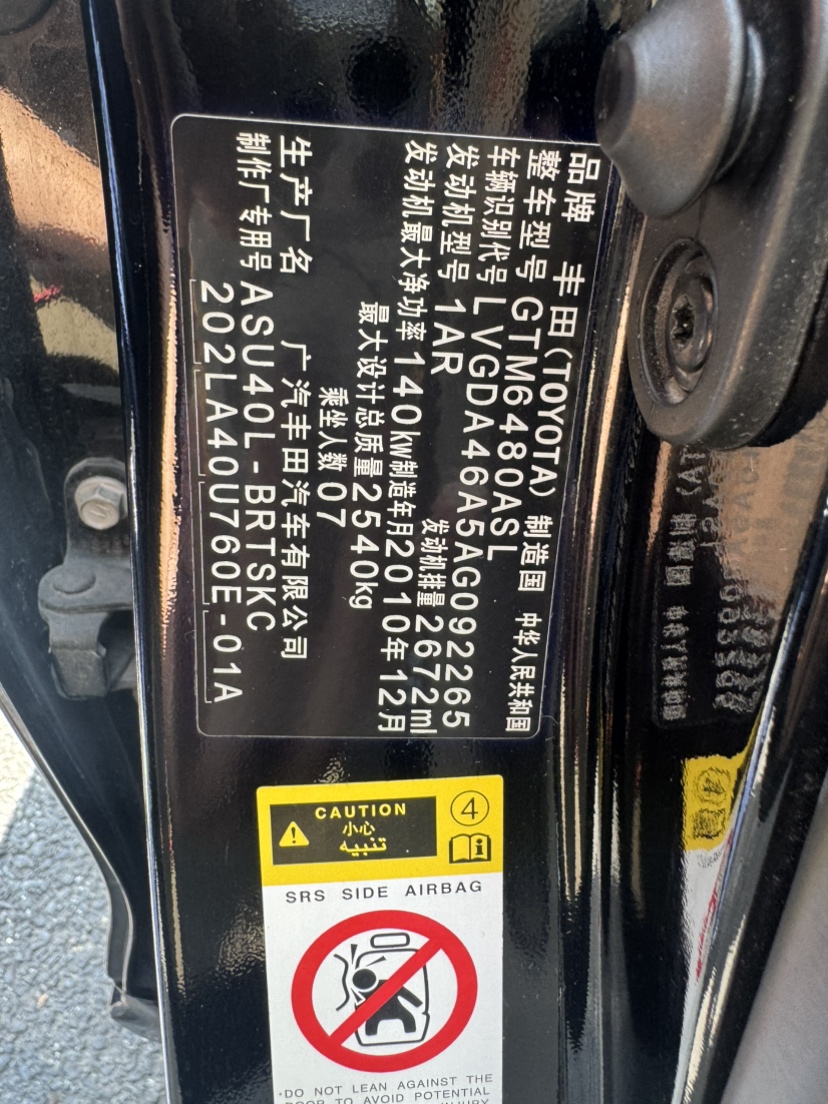 品牌 丰田(TOYOTA) 制造国 中华人民共和国
整车型号 GTM6480ASL
车辆识别代号 LVGDA46A5AG092265
发动机型号 1AR 发动机排量 2672ml
发动机最大净功率 140kw 制造年月 2010年12月
最大设计总质量 2540kg
乘坐人数 07
生产厂名 广汽丰田汽车有限公司
制作厂专用号 ASU40L-BRTSKC
202LA40U760E-01A
CAUTION
小心
تنبيه
4
SRS SIDE AIRBAG
·DO NOT LEAN AGAINST THE
DOOR TO AVOID POTENTIAL
INJURY